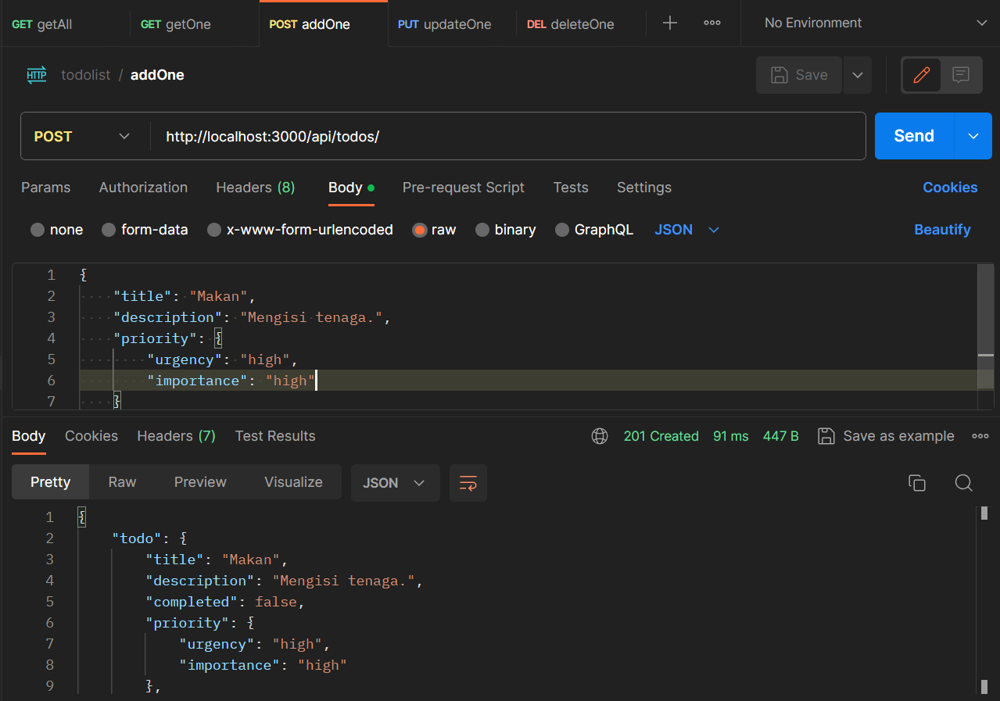 GET getAll GET getOne POST addOne PUT updateOne DEL deleteOne No Environment
HTTP todolist / addOne Save
POST http://localhost:3000/api/todos/ Send
Params Authorization Headers (8) Body Pre-request Script Tests Settings Cookies
none form-data x-www-form-urlencoded raw binary GraphQL JSON Beautify
1 {
2 "title": "Makan",
3 "description": "Mengisi tenaga.",
4 "priority": {
5 "urgency": "high",
6 "importance": "high"
7 }
Body Cookies Headers (7) Test Results 201 Created 91 ms 447 B Save as example
Pretty Raw Preview Visualize JSON
1 {
2 "todo": {
3 "title": "Makan",
4 "description": "Mengisi tenaga.",
5 "completed": false,
6 "priority": {
7 "urgency": "high",
8 "importance": "high"
9 },